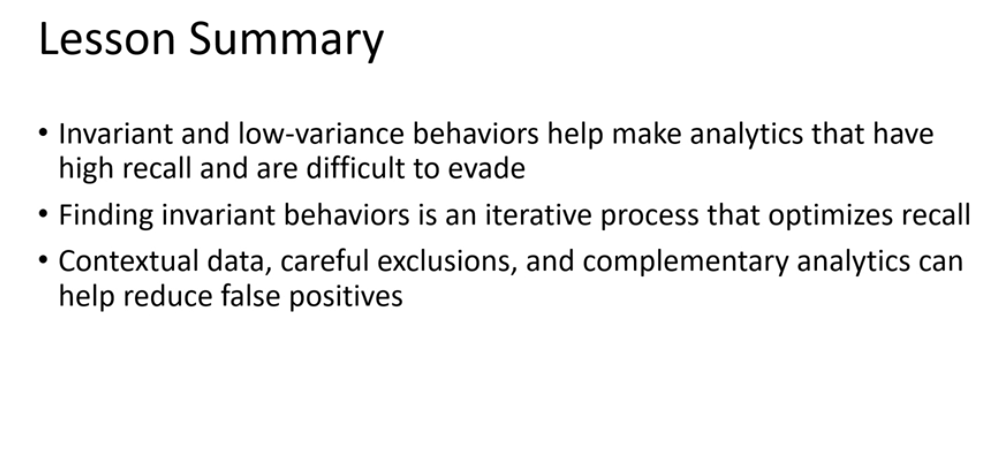 Lesson Summary
• Invariant and low-variance behaviors help make analytics that have
high recall and are difficult to evade
• Finding invariant behaviors is an iterative process that optimizes recall
• Contextual data, careful exclusions, and complementary analytics can
help reduce false positives